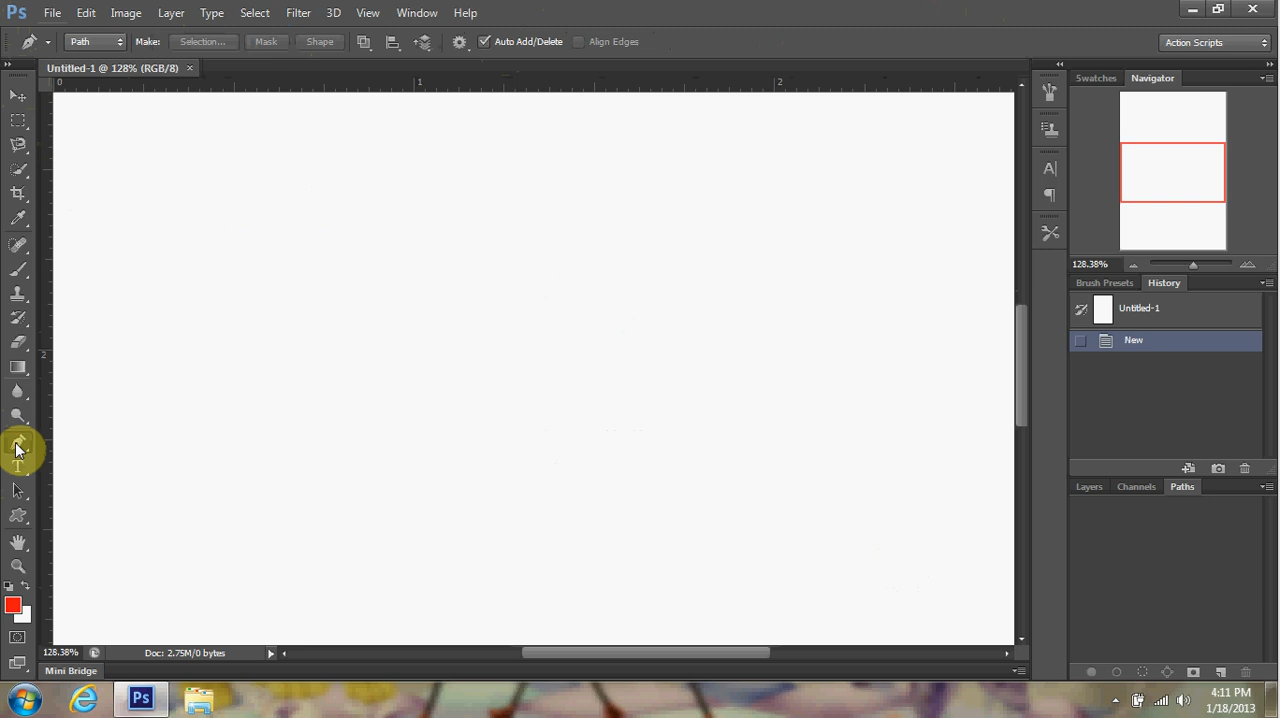 Ps File Edit Image Layer Type Select Filter 3D View Window Help
Path Make: Selection... Mask Shape Auto Add/Delete Align Edges Action Scripts
Untitled-1 @ 128% (RGB/8) ×
Swatches Navigator
0 1 2
2
128.38%
Brush Presets History
Untitled-1
New
T
A|
Layers Channels Paths
128.38% Doc: 2.75M/0 bytes
Mini Bridge
Ps
4:11 PM
1/18/2013